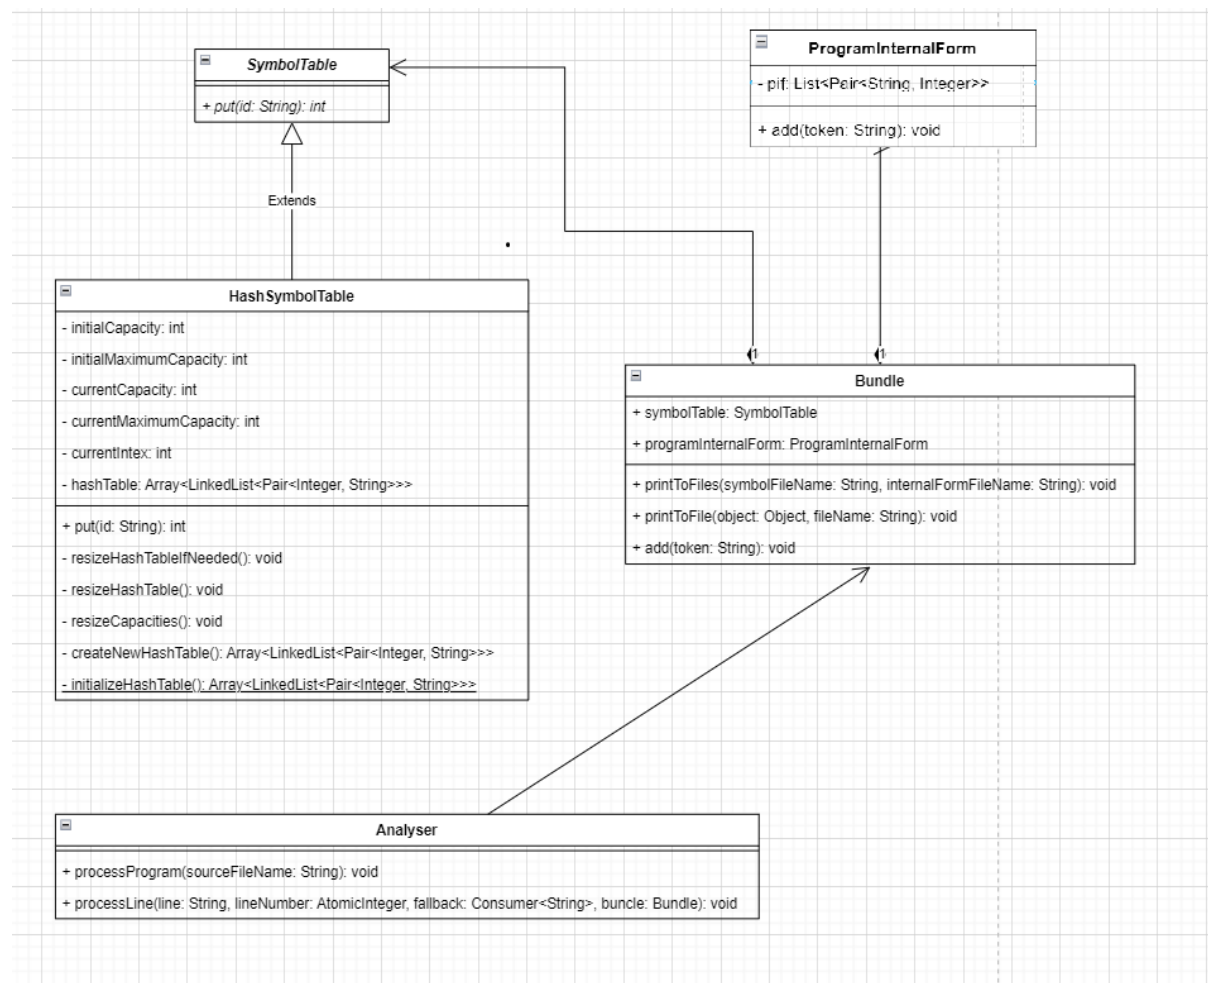 SymbolTable
+ put(id: String): int
ProgramInternalForm
- pif: List<Pair<String, Integer>>
+ add(token: String): void
Extends
HashSymbolTable
- initialCapacity: int
- initialMaximumCapacity: int
- currentCapacity: int
- currentMaximumCapacity: int
- currentIntex: int
- hashTable: Array<LinkedList<Pair<Integer, String>>>
+ put(id: String): int
- resizeHashTableIfNeeded(): void
- resizeHashTable(): void
- resizeCapacities(): void
- createNewHashTable(): Array<LinkedList<Pair<Integer, String>>>
- initializeHashTable(): Array<LinkedList<Pair<Integer, String>>>
1
1
Bundle
+ symbolTable: SymbolTable
+ programInternalForm: ProgramInternalForm
+ printToFiles(symbolFileName: String, internalFormFileName: String): void
+ printToFile(object: Object, fileName: String): void
+ add(token: String): void
Analyser
+ processProgram(sourceFileName: String): void
+ processLine(line: String, lineNumber: AtomicInteger, fallback: Consumer<String>, buncle: Bundle): void